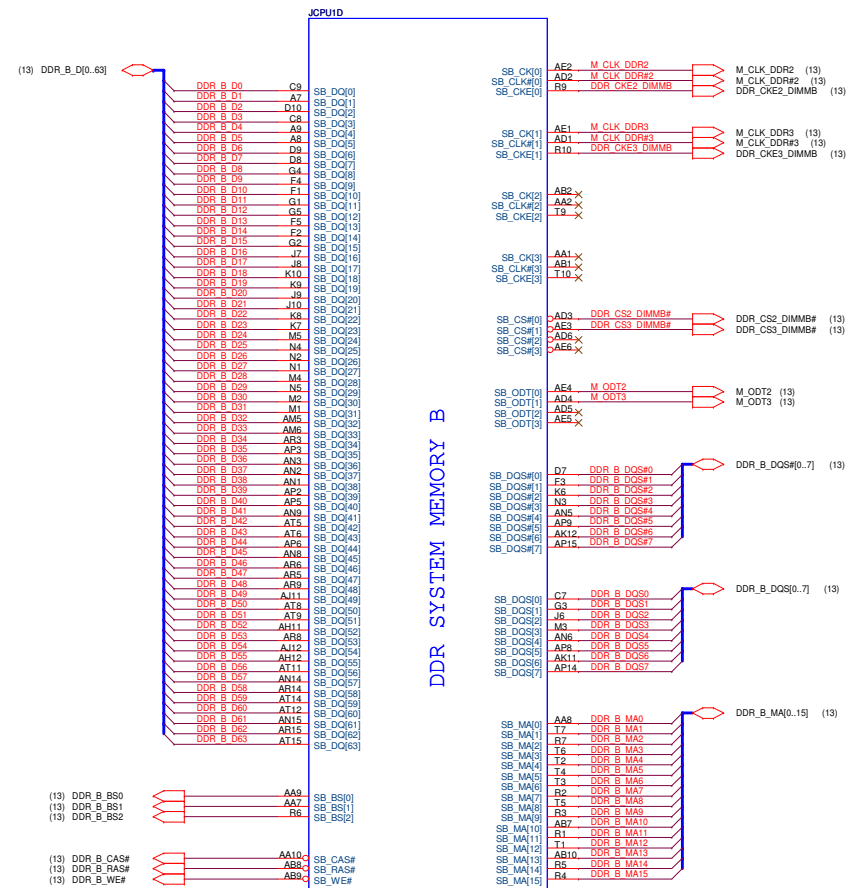 JCPU1D
(13) DDR_B_D[0..63]
DDR_B_D0 C9 SB_DQ[0]
DDR_B_D1 A7 SB_DQ[1]
DDR_B_D2 D10 SB_DQ[2]
DDR_B_D3 C8 SB_DQ[3]
DDR_B_D4 A9 SB_DQ[4]
DDR_B_D5 A8 SB_DQ[5]
DDR_B_D6 D9 SB_DQ[6]
DDR_B_D7 D8 SB_DQ[7]
DDR_B_D8 G4 SB_DQ[8]
DDR_B_D9 F4 SB_DQ[9]
DDR_B_D10 F1 SB_DQ[10]
DDR_B_D11 G1 SB_DQ[11]
DDR_B_D12 G5 SB_DQ[12]
DDR_B_D13 F5 SB_DQ[13]
DDR_B_D14 F2 SB_DQ[14]
DDR_B_D15 G2 SB_DQ[15]
DDR_B_D16 J7 SB_DQ[16]
DDR_B_D17 J8 SB_DQ[17]
DDR_B_D18 K10 SB_DQ[18]
DDR_B_D19 K9 SB_DQ[19]
DDR_B_D20 J9 SB_DQ[20]
DDR_B_D21 J10 SB_DQ[21]
DDR_B_D22 K8 SB_DQ[22]
DDR_B_D23 K7 SB_DQ[23]
DDR_B_D24 M5 SB_DQ[24]
DDR_B_D25 N4 SB_DQ[25]
DDR_B_D26 N2 SB_DQ[26]
DDR_B_D27 N1 SB_DQ[27]
DDR_B_D28 M4 SB_DQ[28]
DDR_B_D29 N5 SB_DQ[29]
DDR_B_D30 M2 SB_DQ[30]
DDR_B_D31 M1 SB_DQ[31]
DDR_B_D32 AM5 SB_DQ[32]
DDR_B_D33 AM6 SB_DQ[33]
DDR_B_D34 AR3 SB_DQ[34]
DDR_B_D35 AP3 SB_DQ[35]
DDR_B_D36 AN3 SB_DQ[36]
DDR_B_D37 AN2 SB_DQ[37]
DDR_B_D38 AN1 SB_DQ[38]
DDR_B_D39 AP2 SB_DQ[39]
DDR_B_D40 AP5 SB_DQ[40]
DDR_B_D41 AN9 SB_DQ[41]
DDR_B_D42 AT5 SB_DQ[42]
DDR_B_D43 AT6 SB_DQ[43]
DDR_B_D44 AP6 SB_DQ[44]
DDR_B_D45 AN8 SB_DQ[45]
DDR_B_D46 AR6 SB_DQ[46]
DDR_B_D47 AR5 SB_DQ[47]
DDR_B_D48 AR9 SB_DQ[48]
DDR_B_D49 AJ11 SB_DQ[49]
DDR_B_D50 AT8 SB_DQ[50]
DDR_B_D51 AT9 SB_DQ[51]
DDR_B_D52 AH11 SB_DQ[52]
DDR_B_D53 AR8 SB_DQ[53]
DDR_B_D54 AJ12 SB_DQ[54]
DDR_B_D55 AH12 SB_DQ[55]
DDR_B_D56 AT11 SB_DQ[56]
DDR_B_D57 AN14 SB_DQ[57]
DDR_B_D58 AR14 SB_DQ[58]
DDR_B_D59 AT14 SB_DQ[59]
DDR_B_D60 AT12 SB_DQ[60]
DDR_B_D61 AN15 SB_DQ[61]
DDR_B_D62 AR15 SB_DQ[62]
DDR_B_D63 AT15 SB_DQ[63]
(13) DDR_B_BS0 AA9 SB_BS[0]
(13) DDR_B_BS1 AA7 SB_BS[1]
(13) DDR_B_BS2 R6 SB_BS[2]
(13) DDR_B_CAS# AA10 SB_CAS#
(13) DDR_B_RAS# AB8 SB_RAS#
(13) DDR_B_WE# AB9 SB_WE#
DDR SYSTEM MEMORY B
SB_CK[0] AE2 M_CLK_DDR2 M_CLK_DDR2 (13)
SB_CLK#[0] AD2 M_CLK_DDR#2 M_CLK_DDR#2 (13)
SB_CKE[0] R9 DDR_CKE2_DIMMB DDR_CKE2_DIMMB (13)
SB_CK[1] AE1 M_CLK_DDR3 M_CLK_DDR3 (13)
SB_CLK#[1] AD1 M_CLK_DDR#3 M_CLK_DDR#3 (13)
SB_CKE[1] R10 DDR_CKE3_DIMMB DDR_CKE3_DIMMB (13)
SB_CK[2] AB2
SB_CLK#[2] AA2
SB_CKE[2] T9
SB_CK[3] AA1
SB_CLK#[3] AB1
SB_CKE[3] T10
SB_CS#[0] AD3 DDR_CS2_DIMMB# DDR_CS2_DIMMB# (13)
SB_CS#[1] AE3 DDR_CS3_DIMMB# DDR_CS3_DIMMB# (13)
SB_CS#[2] AD6
SB_CS#[3] AE6
SB_ODT[0] AE4 M_ODT2 M_ODT2 (13)
SB_ODT[1] AD4 M_ODT3 M_ODT3 (13)
SB_ODT[2] AD5
SB_ODT[3] AE5
DDR_B_DQS#[0..7] (13)
SB_DQS#[0] D7 DDR_B_DQS#0
SB_DQS#[1] F3 DDR_B_DQS#1
SB_DQS#[2] K6 DDR_B_DQS#2
SB_DQS#[3] N3 DDR_B_DQS#3
SB_DQS#[4] AN5 DDR_B_DQS#4
SB_DQS#[5] AP9 DDR_B_DQS#5
SB_DQS#[6] AK12 DDR_B_DQS#6
SB_DQS#[7] AP15 DDR_B_DQS#7
DDR_B_DQS[0..7] (13)
SB_DQS[0] C7 DDR_B_DQS0
SB_DQS[1] G3 DDR_B_DQS1
SB_DQS[2] J6 DDR_B_DQS2
SB_DQS[3] M3 DDR_B_DQS3
SB_DQS[4] AN6 DDR_B_DQS4
SB_DQS[5] AP8 DDR_B_DQS5
SB_DQS[6] AK11 DDR_B_DQS6
SB_DQS[7] AP14 DDR_B_DQS7
DDR_B_MA[0..15] (13)
SB_MA[0] AA8 DDR_B_MA0
SB_MA[1] T7 DDR_B_MA1
SB_MA[2] R7 DDR_B_MA2
SB_MA[3] T6 DDR_B_MA3
SB_MA[4] T2 DDR_B_MA4
SB_MA[5] T4 DDR_B_MA5
SB_MA[6] T3 DDR_B_MA6
SB_MA[7] R2 DDR_B_MA7
SB_MA[8] T5 DDR_B_MA8
SB_MA[9] R3 DDR_B_MA9
SB_MA[10] AB7 DDR_B_MA10
SB_MA[11] R1 DDR_B_MA11
SB_MA[12] T1 DDR_B_MA12
SB_MA[13] AB10 DDR_B_MA13
SB_MA[14] R5 DDR_B_MA14
SB_MA[15] R4 DDR_B_MA15